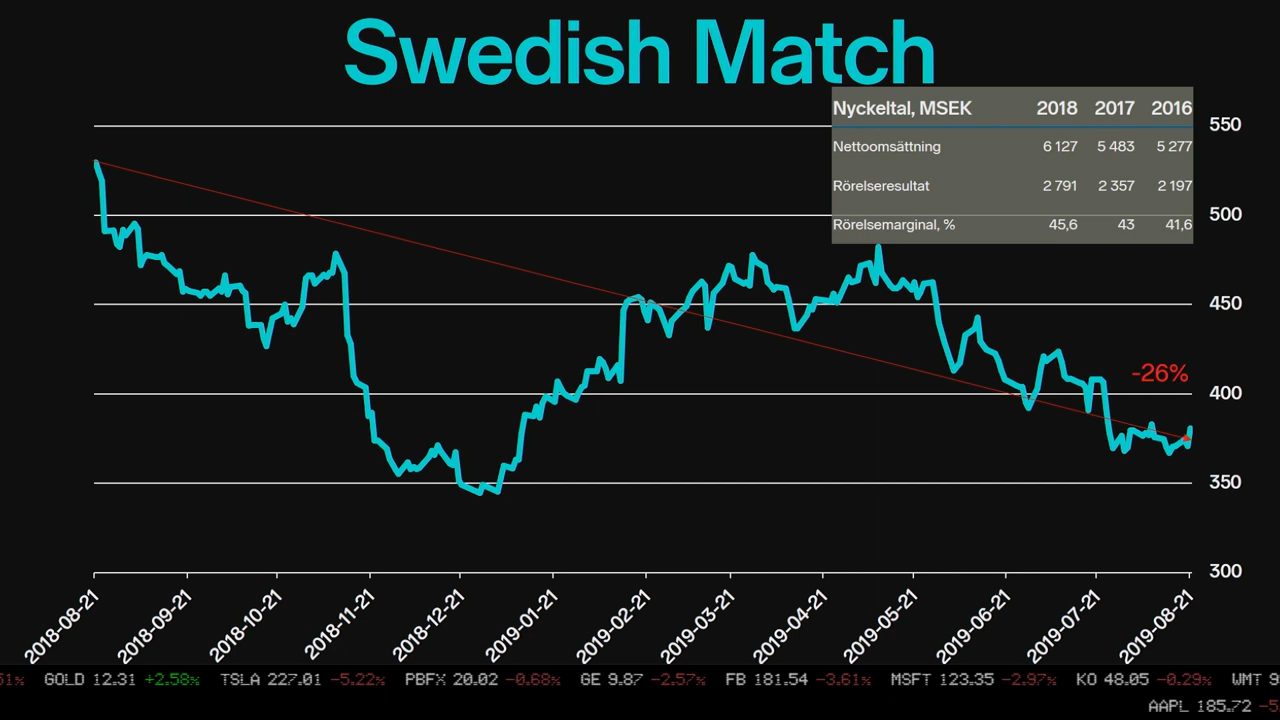 Swedish Match
Nyckeltal, MSEK 2018 2017 2016
Nettoomsättning 6 127 5 483 5 277
Rörelseresultat 2 791 2 357 2 197
Rörelsemarginal, % 45,6 43 41,6
550
500
450
-26%
400
350
300
2018-08-21 2018-09-21 2018-10-21 2018-11-21 2018-12-21 2019-01-21 2019-02-21 2019-03-21 2019-04-21 2019-05-21 2019-06-21 2019-07-21 2019-08-21
51% GOLD 12.31 +2.58% TSLA 227.01 -5.22% PBFX 20.02 -0.68% GE 9.87 -2.57% FB 181.54 -3.61% MSFT 123.35 -2.97% KO 48.05 -0.29% WMT 9
AAPL 185.72 -5